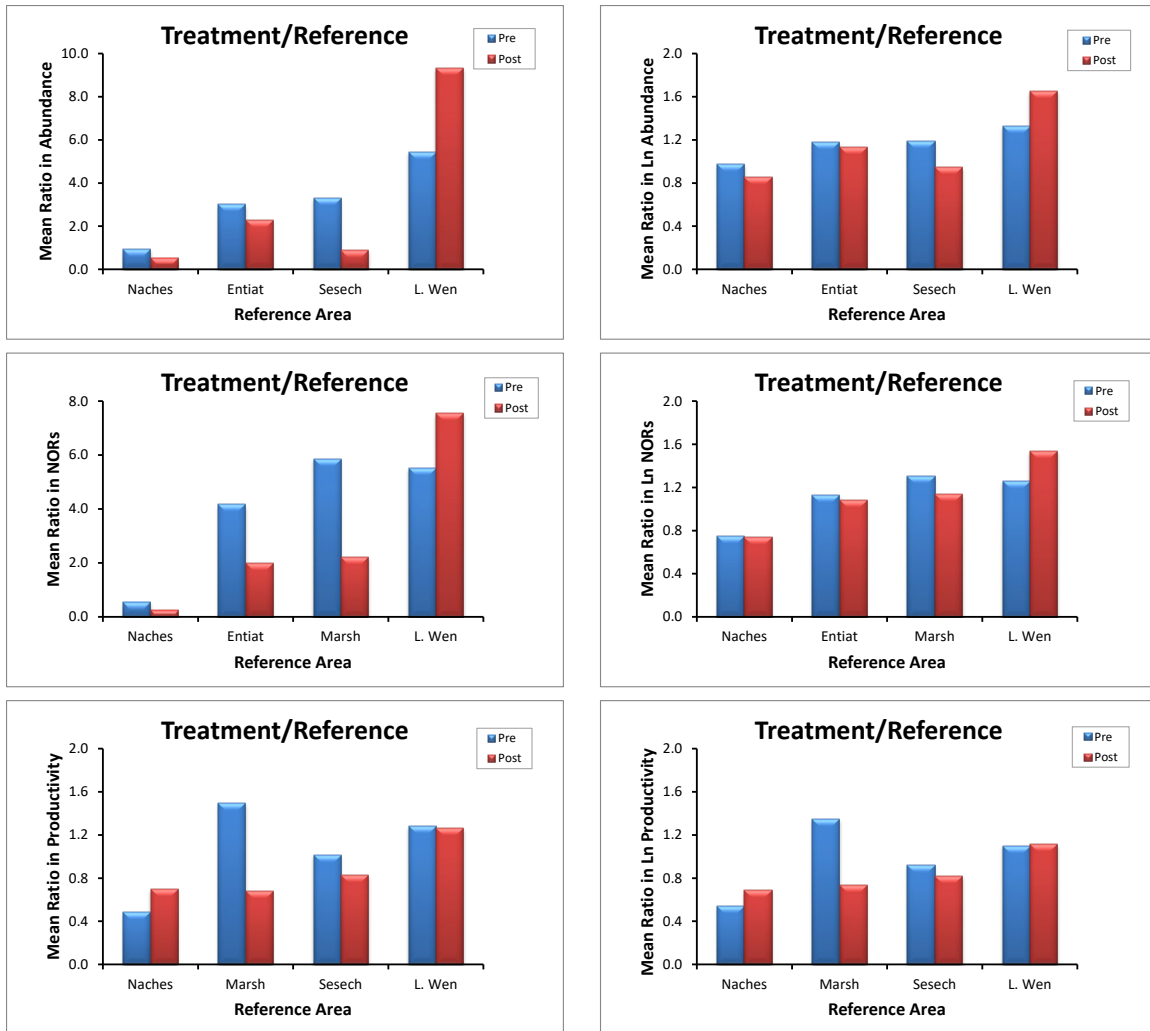 Treatment/Reference
Pre
Post
Mean Ratio in Abundance
10.0
8.0
6.0
4.0
2.0
0.0
Naches Entiat Sesech L. Wen
Reference Area
Treatment/Reference
Pre
Post
Mean Ratio in Ln Abundance
2.0
1.6
1.2
0.8
0.4
0.0
Naches Entiat Sesech L. Wen
Reference Area
Treatment/Reference
Pre
Post
Mean Ratio in NORs
8.0
6.0
4.0
2.0
0.0
Naches Entiat Marsh L. Wen
Reference Area
Treatment/Reference
Pre
Post
Mean Ratio in Ln NORs
2.0
1.6
1.2
0.8
0.4
0.0
Naches Entiat Marsh L. Wen
Reference Area
Treatment/Reference
Pre
Post
Mean Ratio in Productivity
2.0
1.6
1.2
0.8
0.4
0.0
Naches Marsh Sesech L. Wen
Reference Area
Treatment/Reference
Pre
Post
Mean Ratio in Ln Productivity
2.0
1.6
1.2
0.8
0.4
0.0
Naches Marsh Sesech L. Wen
Reference Area